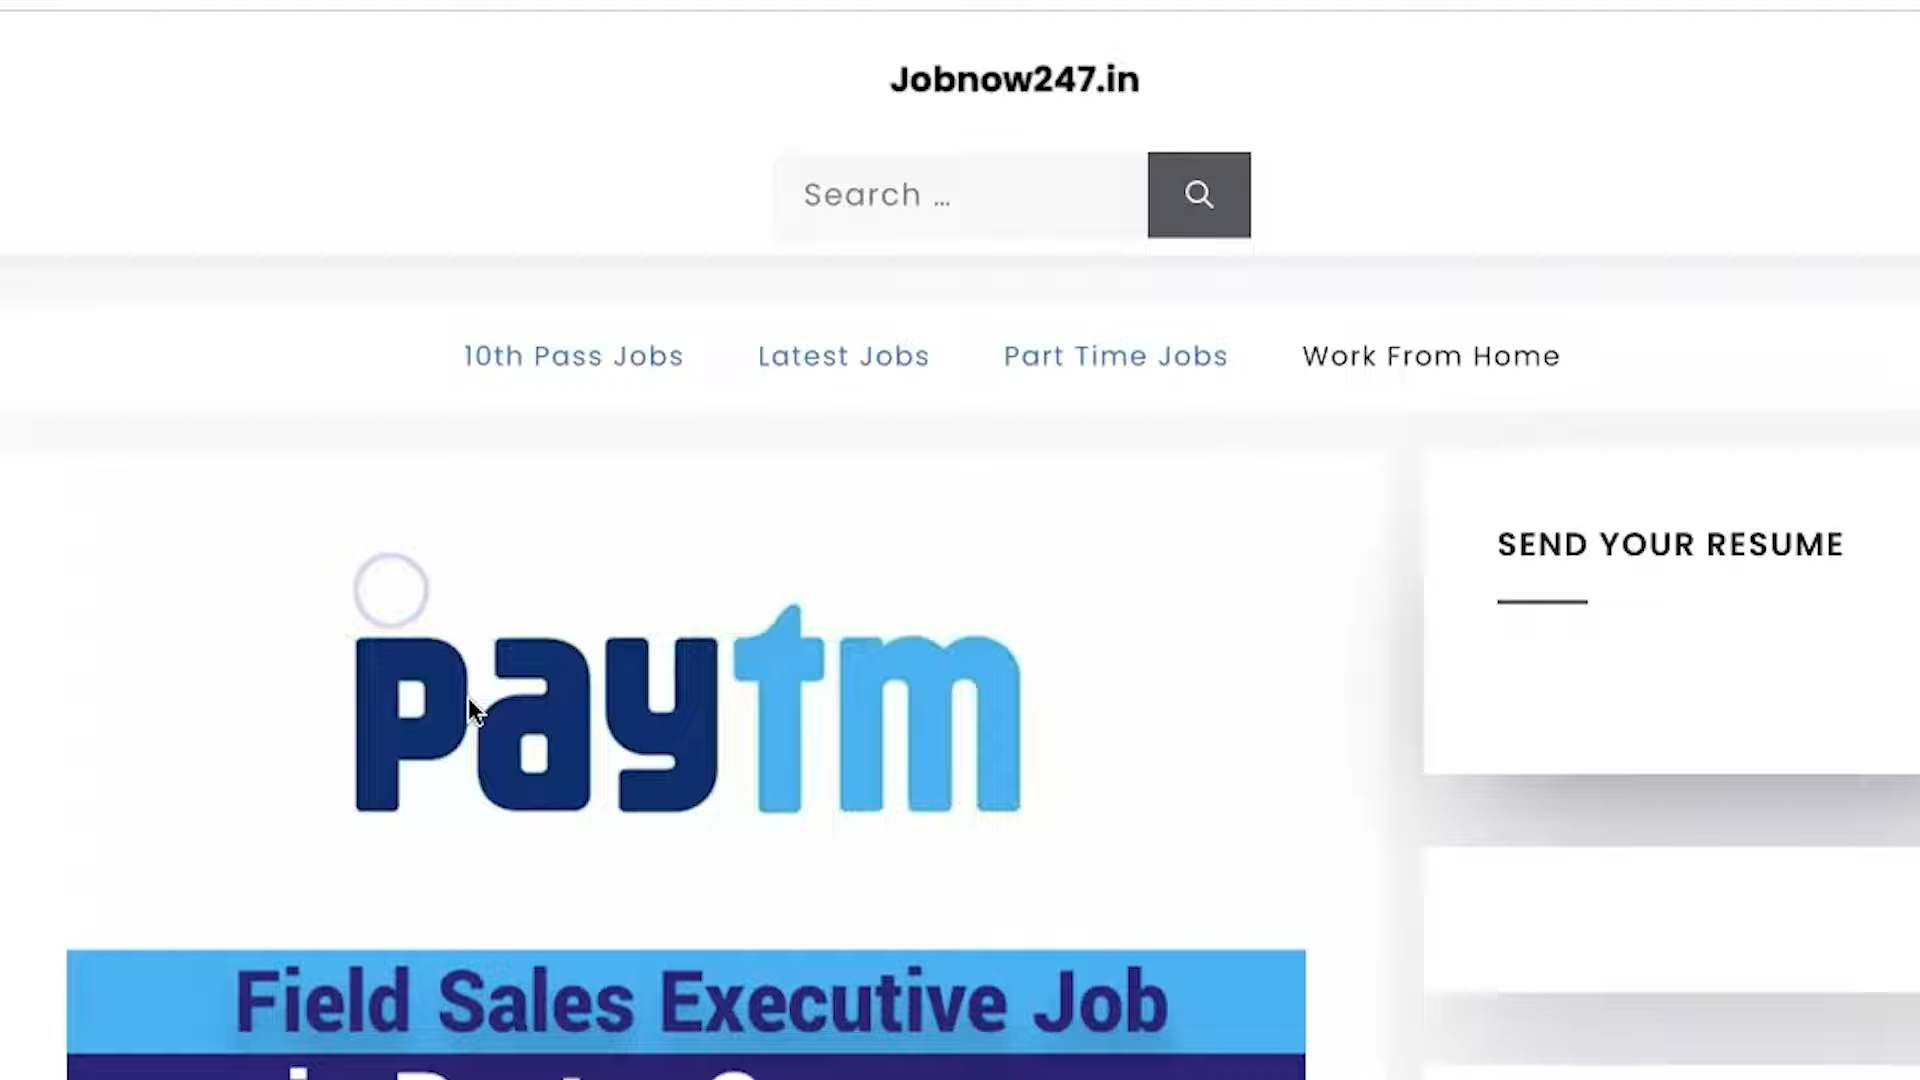 Jobnow247.in
Search ...
10th Pass Jobs
Latest Jobs
Part Time Jobs
Work From Home
SEND YOUR RESUME
paytm
Field Sales Executive Job
in